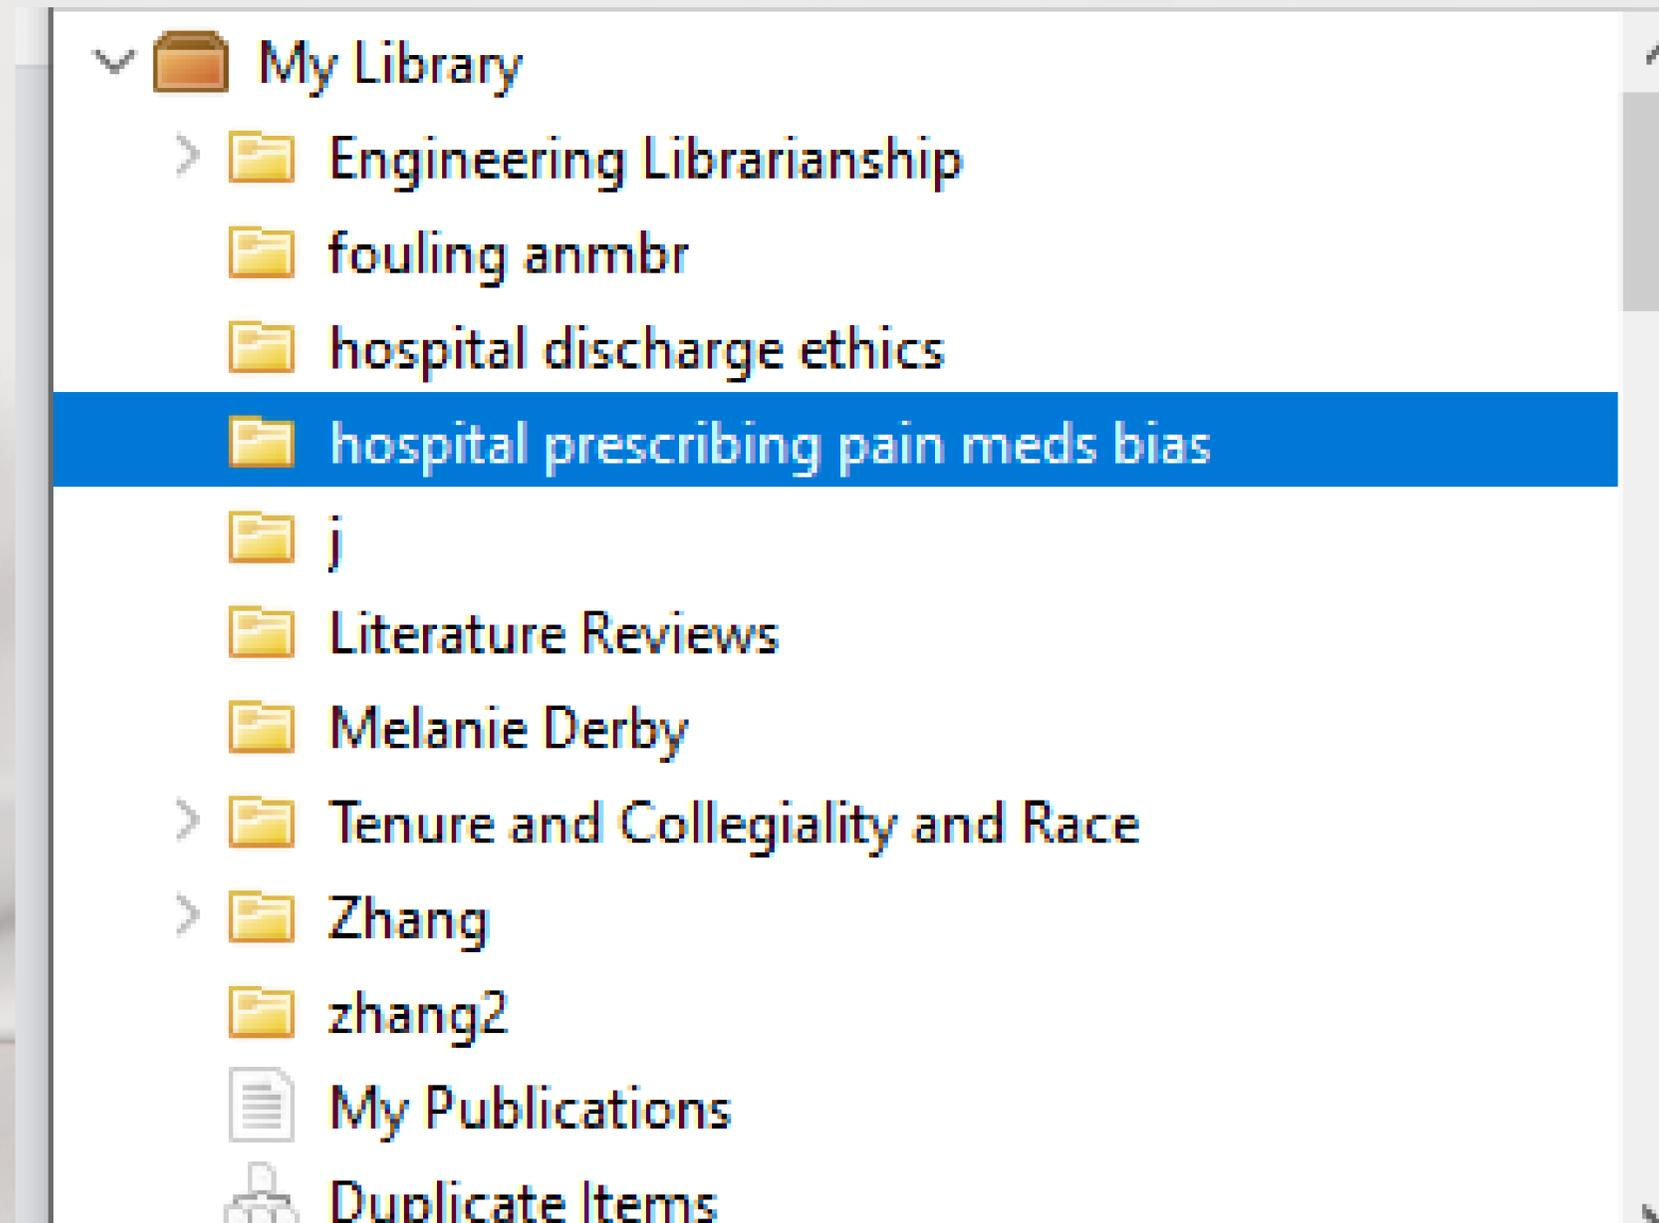 My Library
Engineering Librarianship
fouling anmbr
hospital discharge ethics
hospital prescribing pain meds bias
j
Literature Reviews
Melanie Derby
Tenure and Collegiality and Race
Zhang
zhang2
My Publications
Duplicate Items